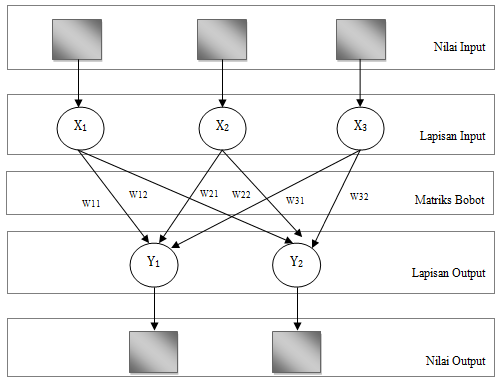 Nilai Input
X1 X2 X3
Lapisan Input
W11 W12 W21 W22 W31 W32
Matriks Bobot
Y1 Y2
Lapisan Output
Nilai Output